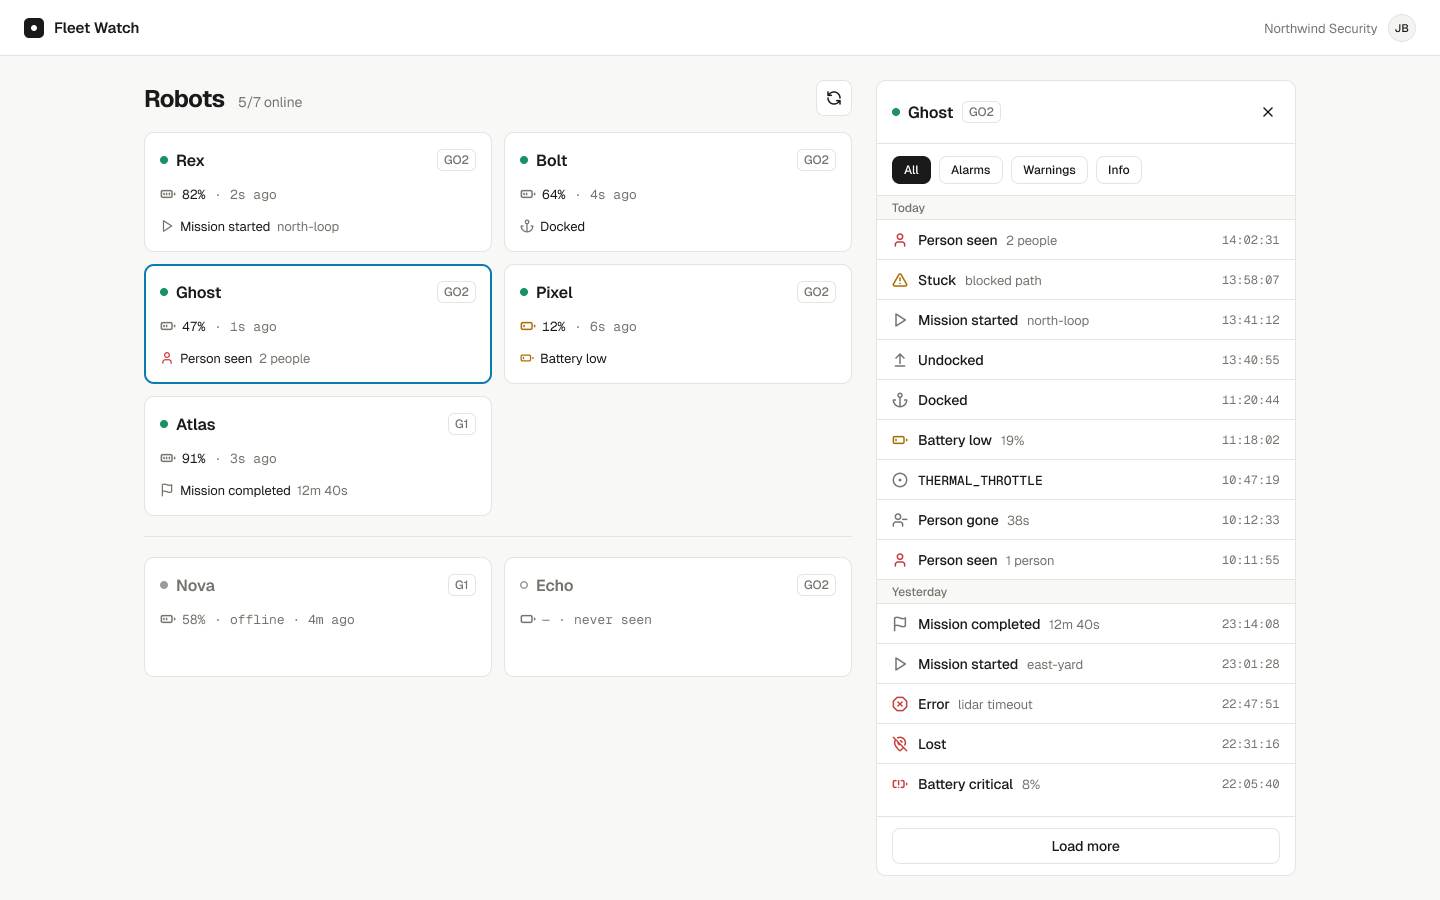 Fleet Watch
Northwind Security JB
Robots 5/7 online
Rex GO2
82% · 2s ago
Mission started north-loop
Bolt GO2
64% · 4s ago
Docked
Ghost GO2
47% · 1s ago
Person seen 2 people
Pixel GO2
12% · 6s ago
Battery low
Atlas G1
91% · 3s ago
Mission completed 12m 40s
Nova G1
58% · offline · 4m ago
Echo GO2
– · never seen
Ghost GO2
All Alarms Warnings Info
Today
Person seen 2 people 14:02:31
Stuck blocked path 13:58:07
Mission started north-loop 13:41:12
Undocked 13:40:55
Docked 11:20:44
Battery low 19% 11:18:02
THERMAL_THROTTLE 10:47:19
Person gone 38s 10:12:33
Person seen 1 person 10:11:55
Yesterday
Mission completed 12m 40s 23:14:08
Mission started east-yard 23:01:28
Error lidar timeout 22:47:51
Lost 22:31:16
Battery critical 8% 22:05:40
Load more